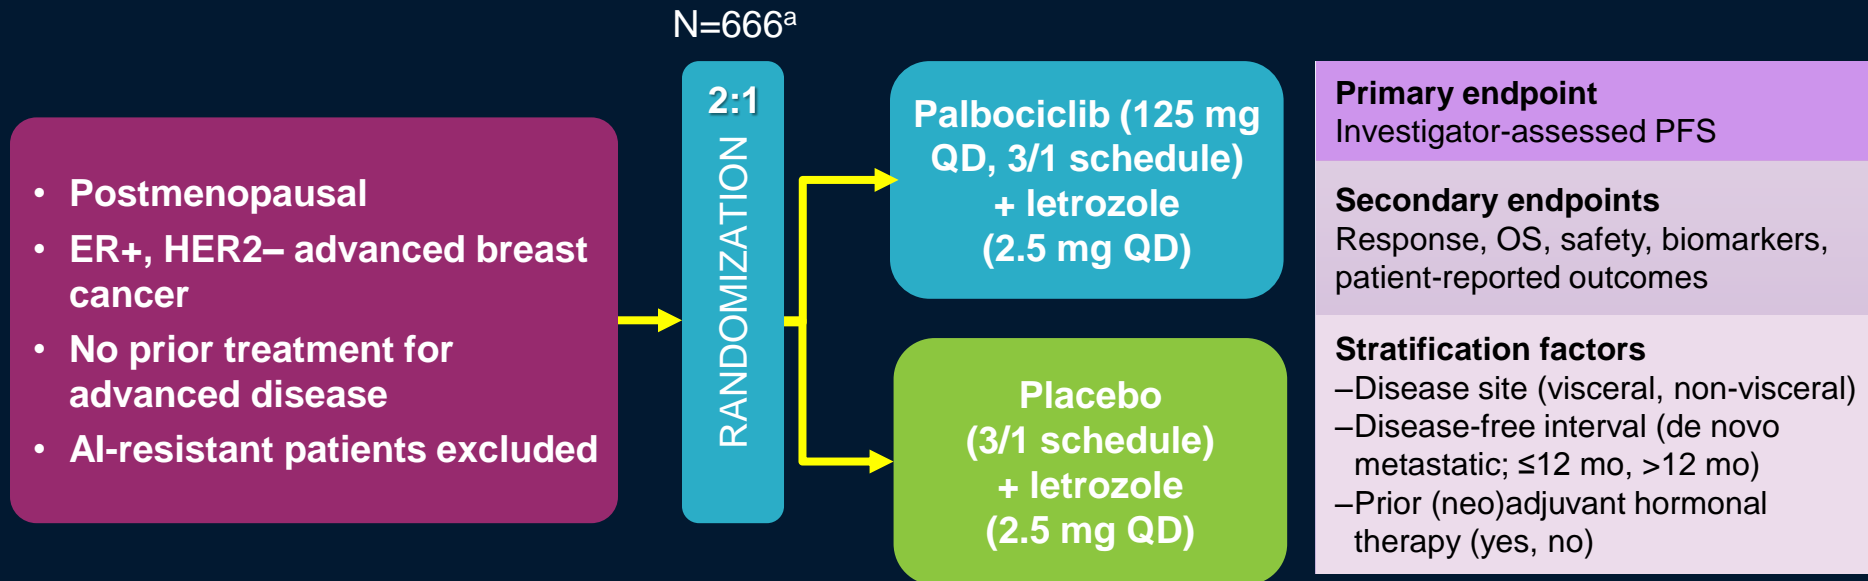 N=666ᵃ
• Postmenopausal
• ER+, HER2– advanced breast
cancer
• No prior treatment for
advanced disease
• AI-resistant patients excluded
2:1
RANDOMIZATION
Palbociclib (125 mg
QD, 3/1 schedule)
+ letrozole
(2.5 mg QD)
Placebo
(3/1 schedule)
+ letrozole
(2.5 mg QD)
Primary endpoint
Investigator-assessed PFS
Secondary endpoints
Response, OS, safety, biomarkers,
patient-reported outcomes
Stratification factors
–Disease site (visceral, non-visceral)
–Disease-free interval (de novo
metastatic; ≤12 mo, >12 mo)
–Prior (neo)adjuvant hormonal
therapy (yes, no)